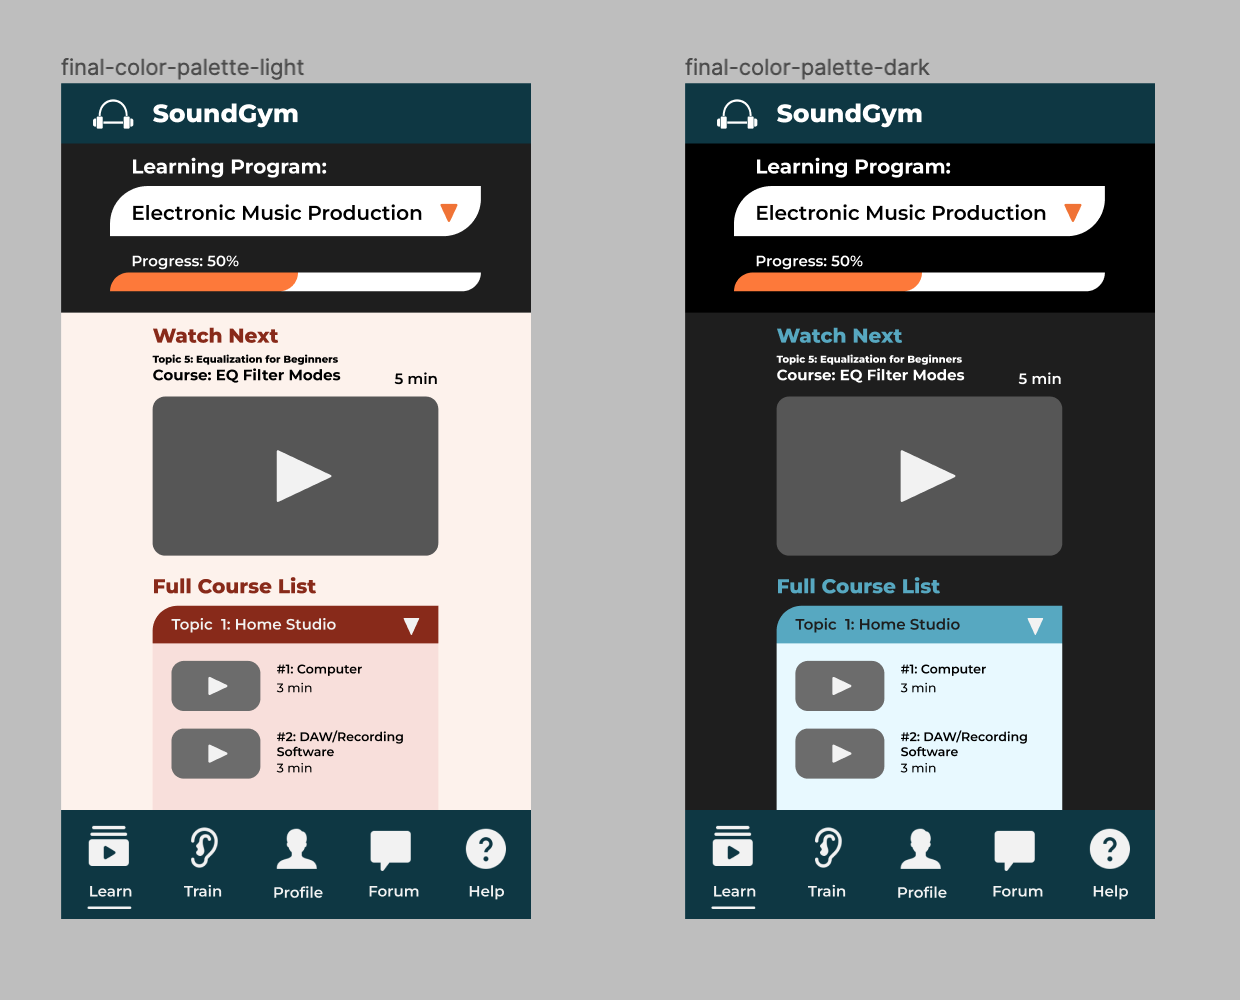 final-color-palette-light
SoundGym
Learning Program:
Electronic Music Production
Progress: 50%
Watch Next
Topic 5: Equalization for Beginners
Course: EQ Filter Modes
5 min
Full Course List
Topic 1: Home Studio
#1: Computer
3 min
#2: DAW/Recording
Software
3 min
Learn
Train
Profile
Forum
Help
final-color-palette-dark
SoundGym
Learning Program:
Electronic Music Production
Progress: 50%
Watch Next
Topic 5: Equalization for Beginners
Course: EQ Filter Modes
5 min
Full Course List
Topic 1: Home Studio
#1: Computer
3 min
#2: DAW/Recording
Software
3 min
Learn
Train
Profile
Forum
Help